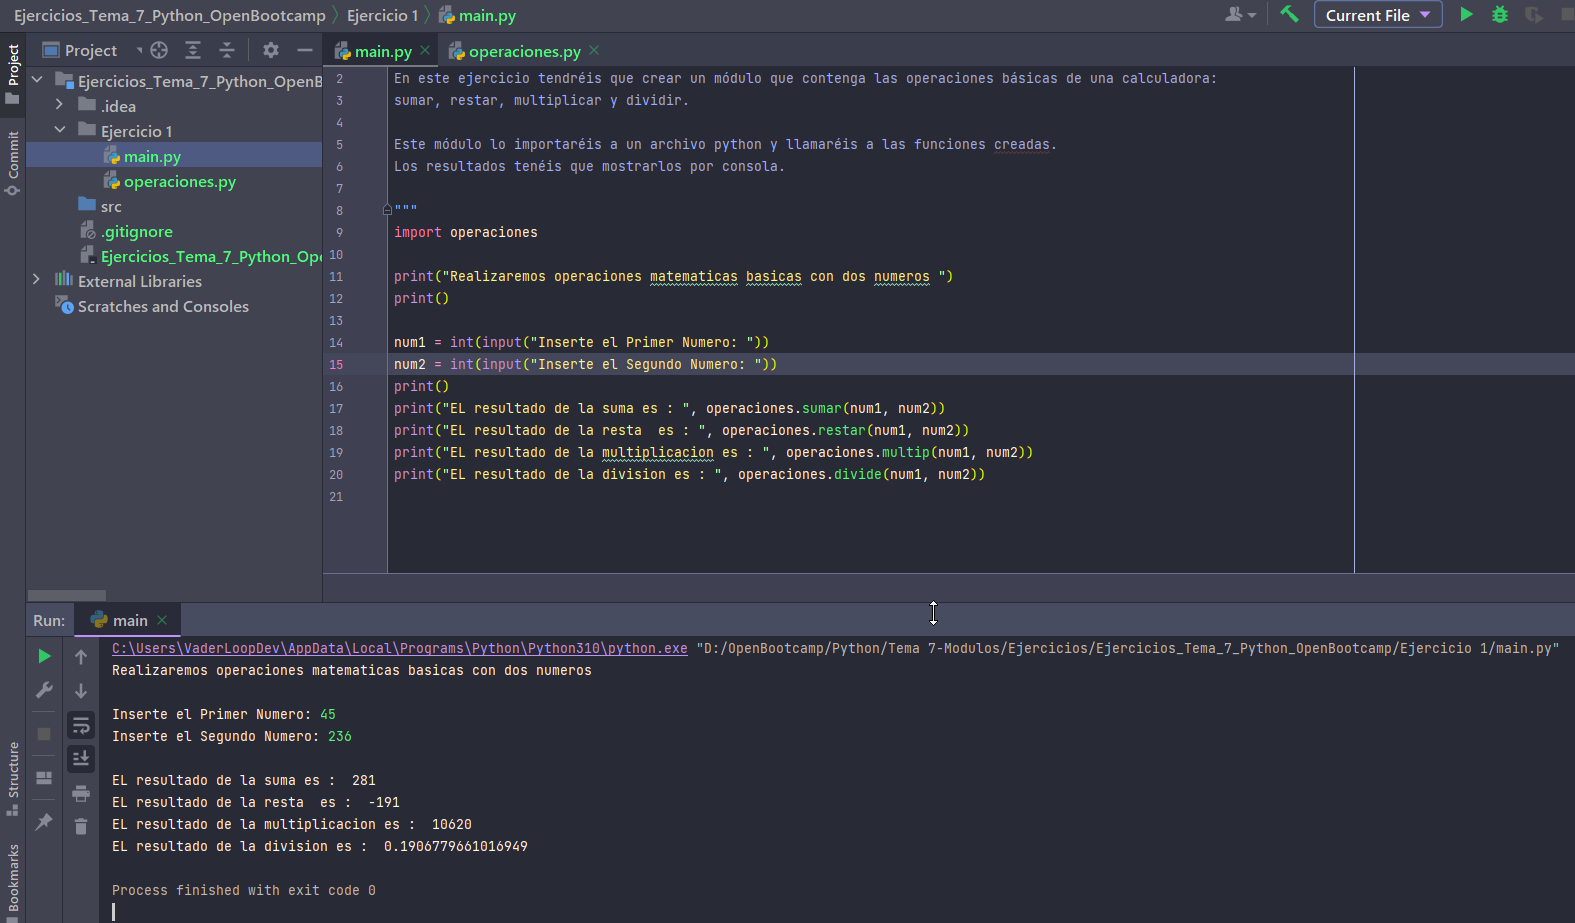 Ejercicios_Tema_7_Python_OpenBootcamp Ejercicio 1 main.py
Current File
Project
main.py
operaciones.py
Project
Commit
Structure
Bookmarks
Ejercicios_Tema_7_Python_OpenB
.idea
Ejercicio 1
main.py
operaciones.py
src
.gitignore
Ejercicios_Tema_7_Python_Ope
External Libraries
Scratches and Consoles
2 En este ejercicio tendréis que crear un módulo que contenga las operaciones básicas de una calculadora:
3 sumar, restar, multiplicar y dividir.
4
5 Este módulo lo importaréis a un archivo python y llamaréis a las funciones creadas.
6 Los resultados tenéis que mostrarlos por consola.
7
8 """
9 import operaciones
10
11 print("Realizaremos operaciones matematicas basicas con dos numeros ")
12 print()
13
14 num1 = int(input("Inserte el Primer Numero: "))
15 num2 = int(input("Inserte el Segundo Numero: "))
16 print()
17 print("EL resultado de la suma es : ", operaciones.sumar(num1, num2))
18 print("EL resultado de la resta  es : ", operaciones.restar(num1, num2))
19 print("EL resultado de la multiplicacion es : ", operaciones.multip(num1, num2))
20 print("EL resultado de la division es : ", operaciones.divide(num1, num2))
21
Run: main
C:\Users\VaderLoopDev\AppData\Local\Programs\Python\Python310\python.exe "D:/OpenBootcamp/Python/Tema 7-Modulos/Ejercicios/Ejercicios_Tema_7_Python_OpenBootcamp/Ejercicio 1/main.py"
Realizaremos operaciones matematicas basicas con dos numeros
Inserte el Primer Numero: 45
Inserte el Segundo Numero: 236
EL resultado de la suma es :  281
EL resultado de la resta  es :  -191
EL resultado de la multiplicacion es :  10620
EL resultado de la division es :  0.1906779661016949
Process finished with exit code 0